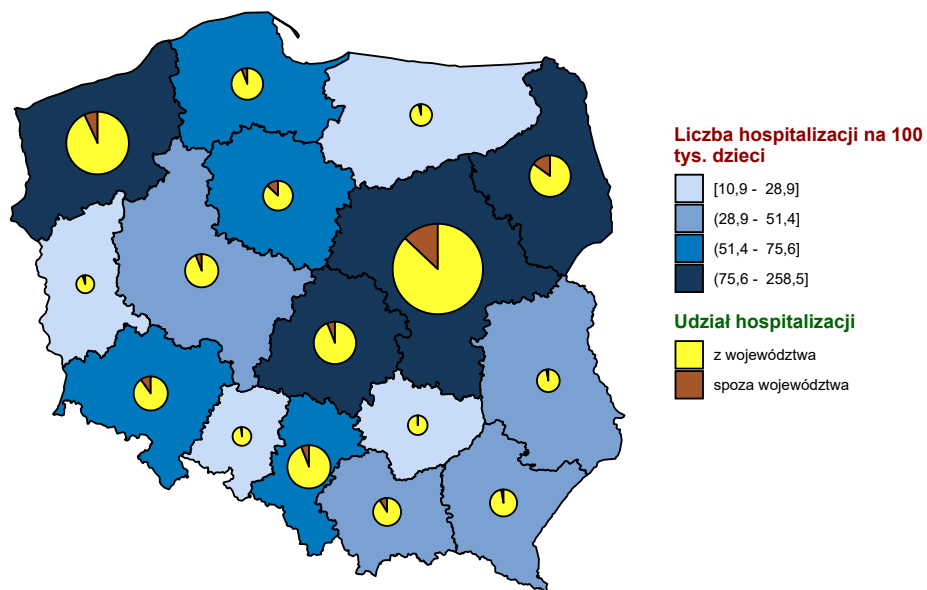 Liczba hospitalizacji na 100
tys. dzieci
[10,9 - 28,9]
(28,9 - 51,4]
(51,4 - 75,6]
(75,6 - 258,5]
Udział hospitalizacji
z województwa
spoza województwa